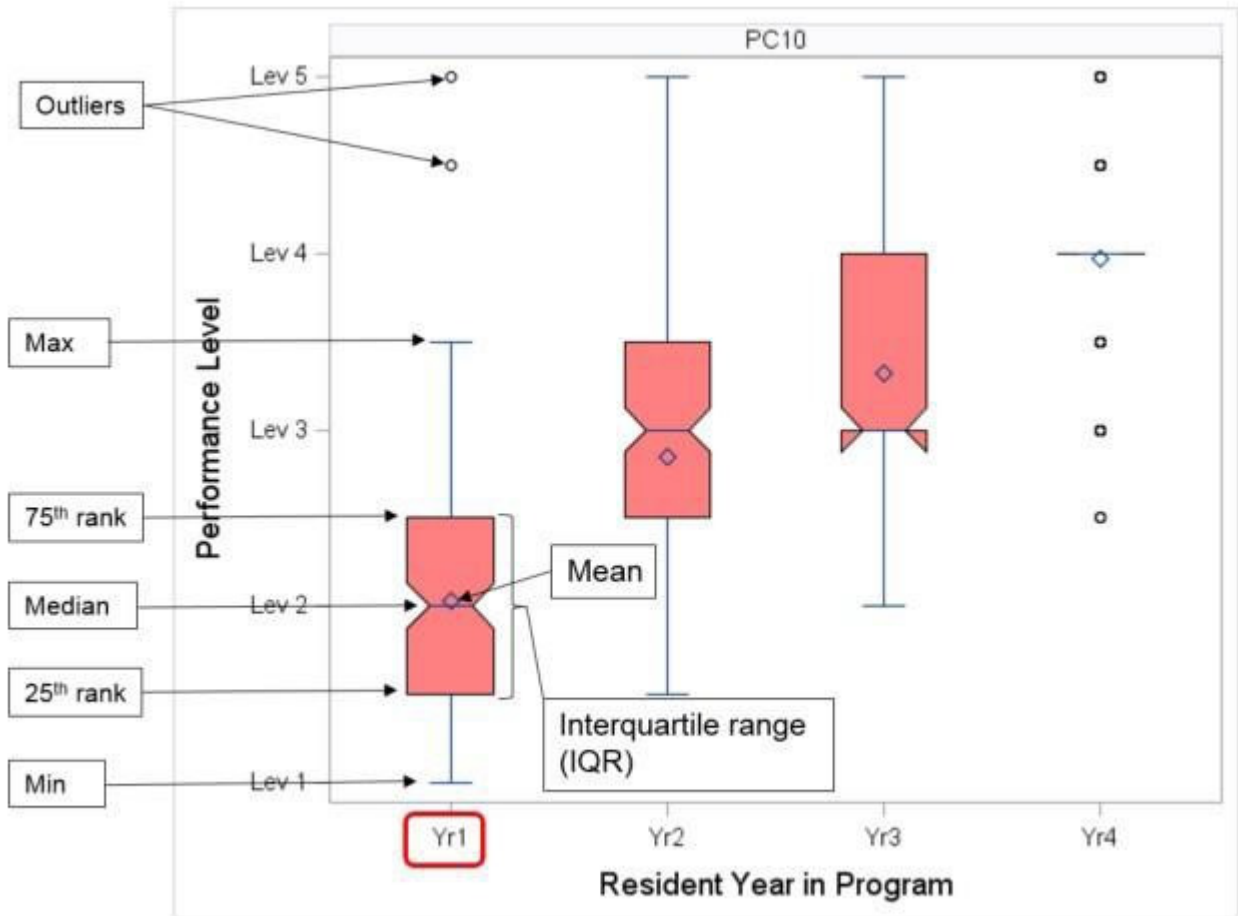 PC10
Outliers
Lev 5
Lev 4
Max
Performance Level
Lev 3
75th rank
Mean
Median
Lev 2
25th rank
Interquartile range
(IQR)
Min
Lev 1
Yr1
Yr2
Yr3
Yr4
Resident Year in Program